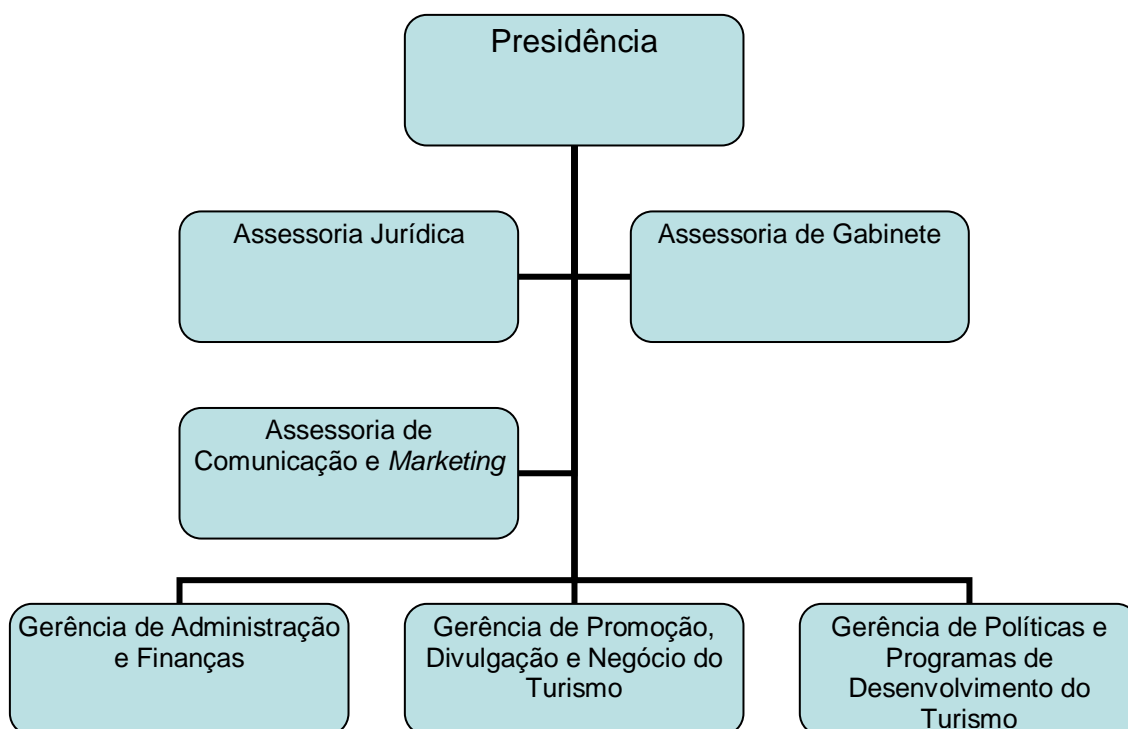 Presidência
Assessoria Jurídica
Assessoria de Gabinete
Assessoria de
Comunicação e Marketing
Gerência de Administração
e Finanças
Gerência de Promoção,
Divulgação e Negócio do
Turismo
Gerência de Políticas e
Programas de
Desenvolvimento do
Turismo